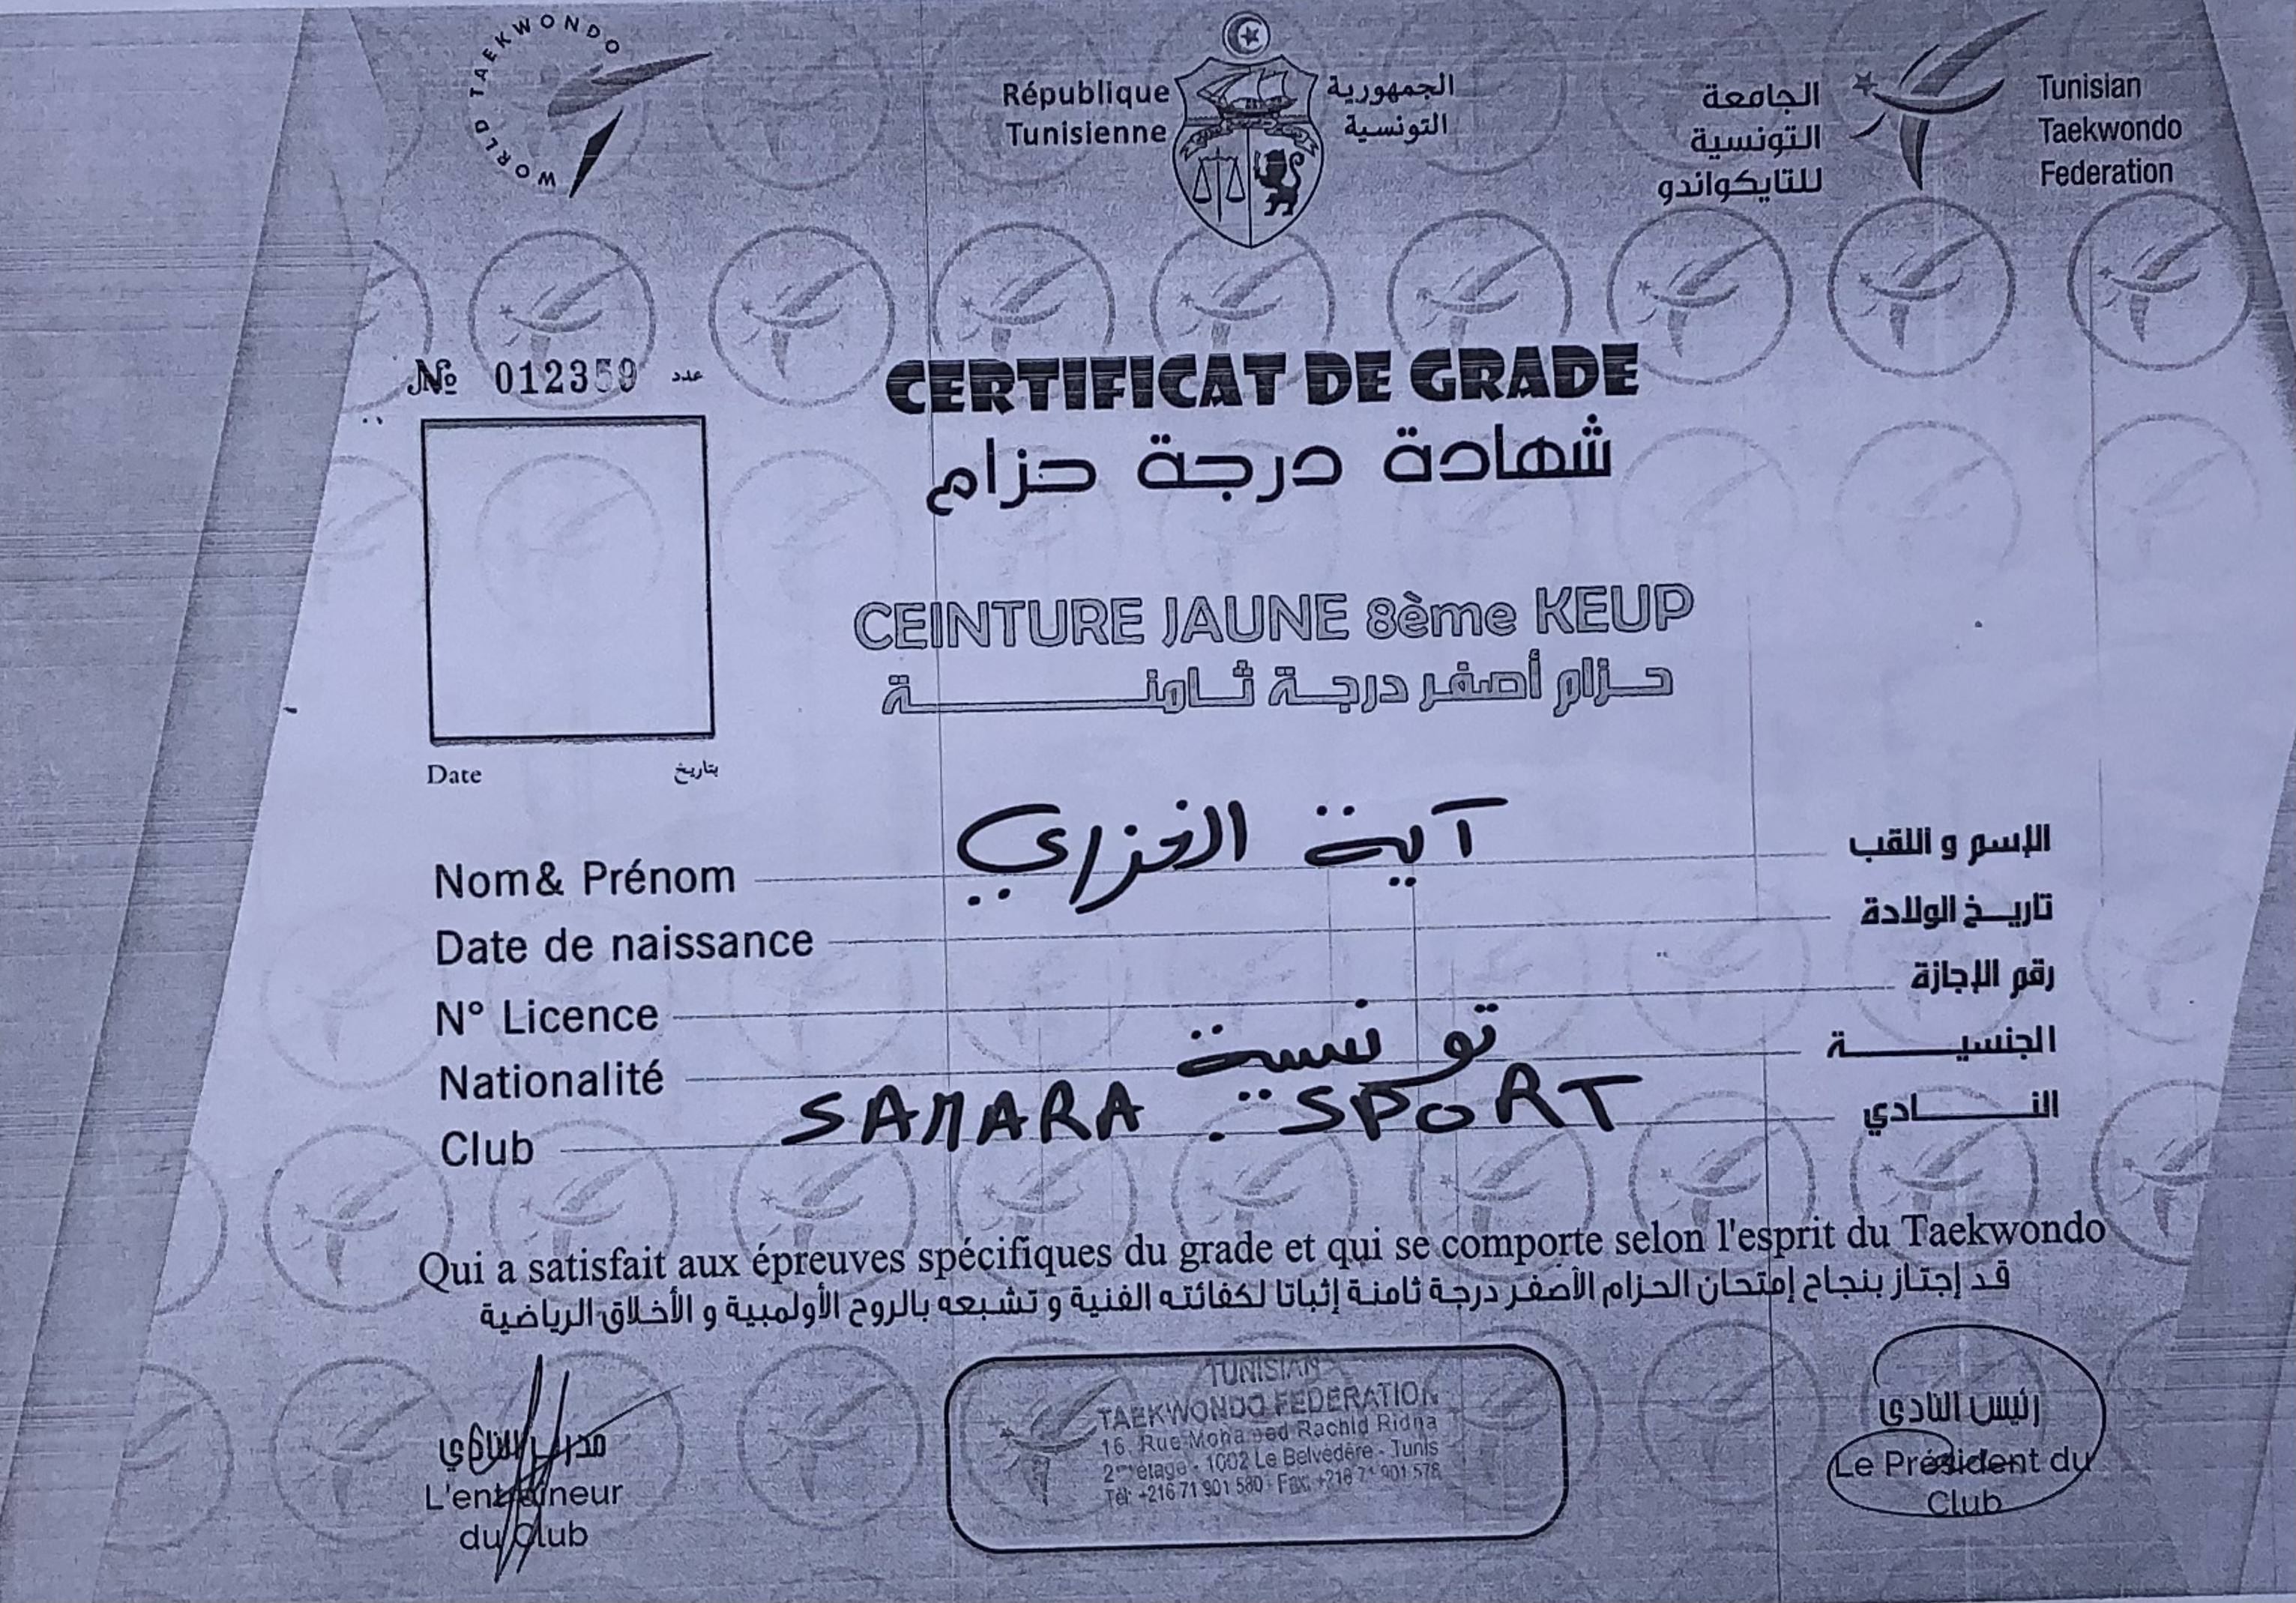 WORLD TAEKWONDO
République
Tunisienne
الجمهورية
التونسية
الجامعة
التونسية
للتايكواندو
Tunisian
Taekwondo
Federation
№ 012359 عدد
CERTIFICAT DE GRADE
شهادة درجة حزام
CEINTURE JAUNE 8ème KEUP
حزام أصفر درجة ثامنة
Date بتاريخ
Nom& Prénom آية الخزري الإسم و اللقب
Date de naissance تاريخ الولادة
N° Licence رقم الإجازة
Nationalité تونسية الجنسية
Club SAMARA SPORT النادي
Qui a satisfait aux épreuves spécifiques du grade et qui se comporte selon l'esprit du Taekwondo
قد إجتاز بنجاح إمتحان الحزام الأصفر درجة ثامنة إثباتا لكفائته الفنية و تشبعه بالروح الأولمبية و الأخلاق الرياضية
مدرب النادي
L'entraîneur
du Club
TUNISIAN
TAEKWONDO FEDERATION
16, Rue Mohamed Rachid Ridha
2ème étage - 1002 Le Belvédère - Tunis
Tél: +216 71 901 580 - Fax: +216 71 901 578
رئيس النادي
Le Président du
Club